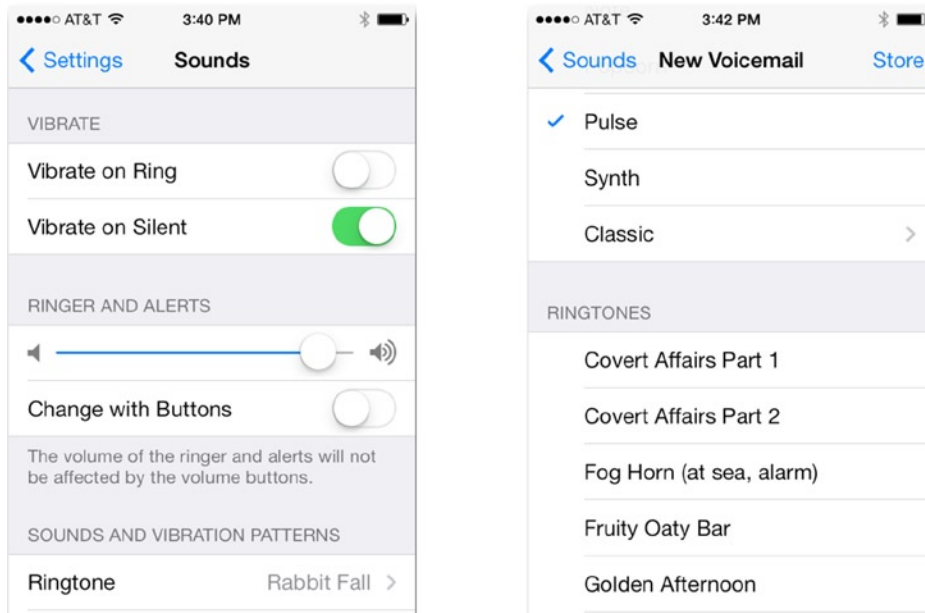 AT&T 3:40 PM
Settings Sounds
VIBRATE
Vibrate on Ring
Vibrate on Silent
RINGER AND ALERTS
Change with Buttons
The volume of the ringer and alerts will not
be affected by the volume buttons.
SOUNDS AND VIBRATION PATTERNS
Ringtone Rabbit Fall
AT&T 3:42 PM
Sounds New Voicemail Store
Pulse
Synth
Classic
RINGTONES
Covert Affairs Part 1
Covert Affairs Part 2
Fog Horn (at sea, alarm)
Fruity Oaty Bar
Golden Afternoon